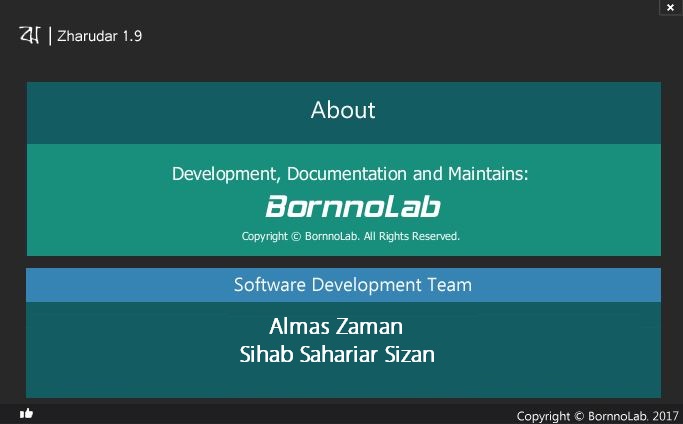 ঝা | Zharudar 1.9
About
Development, Documentation and Maintains:
BornnoLab
Copyright © BornnoLab. All Rights Reserved.
Software Development Team
Almas Zaman
Sihab Sahariar Sizan
Copyright © BornnoLab. 2017